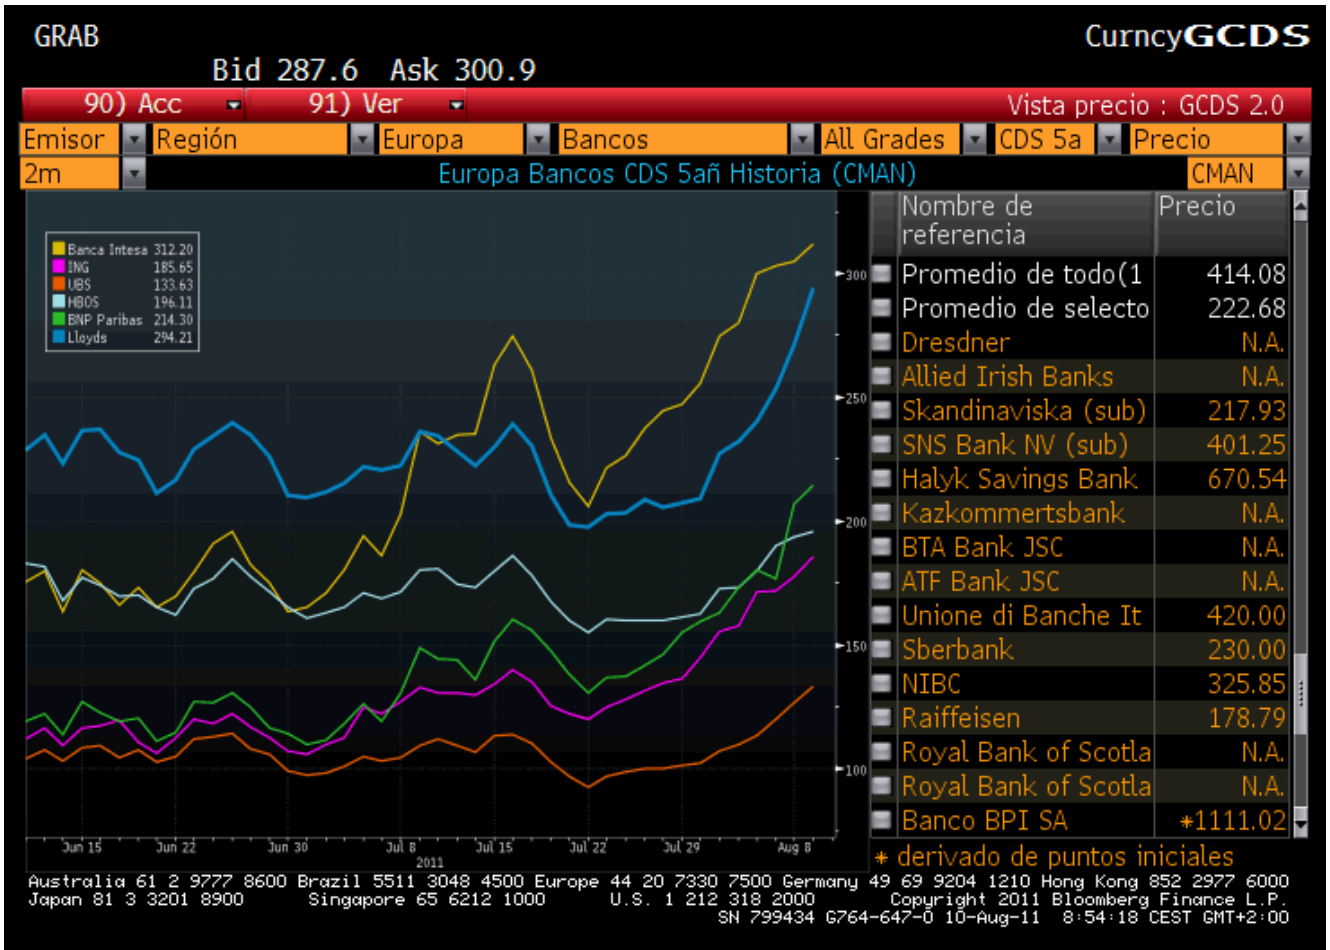 GRAB CurncyGCDS
Bid 287.6 Ask 300.9
90) Acc 91) Ver Vista precio : GCDS 2.0
Emisor Región Europa Bancos All Grades CDS 5a Precio
2m Europa Bancos CDS 5añ Historia (CMAN) CMAN
Banca Intesa 312.20
ING 185.65
UBS 133.63
HBOS 196.11
BNP Paribas 214.30
Lloyds 294.21
300
250
200
150
100
Jun 15 Jun 22 Jun 30 Jul 8 Jul 15 Jul 22 Jul 29 Aug 8
2011
Nombre de Precio
referencia
Promedio de todo(1 414.08
Promedio de selecto 222.68
Dresdner N.A.
Allied Irish Banks N.A.
Skandinaviska (sub) 217.93
SNS Bank NV (sub) 401.25
Halyk Savings Bank 670.54
Kazkommertsbank N.A.
BTA Bank JSC N.A.
ATF Bank JSC N.A.
Unione di Banche It 420.00
Sberbank 230.00
NIBC 325.85
Raiffeisen 178.79
Royal Bank of Scotla N.A.
Royal Bank of Scotla N.A.
Banco BPI SA *1111.02
* derivado de puntos iniciales
Australia 61 2 9777 8600 Brazil 5511 3048 4500 Europe 44 20 7330 7500 Germany 49 69 9204 1210 Hong Kong 852 2977 6000
Japan 81 3 3201 8900 Singapore 65 6212 1000 U.S. 1 212 318 2000 Copyright 2011 Bloomberg Finance L.P.
SN 799434 G764-647-0 10-Aug-11 8:54:18 CEST GMT+2:00